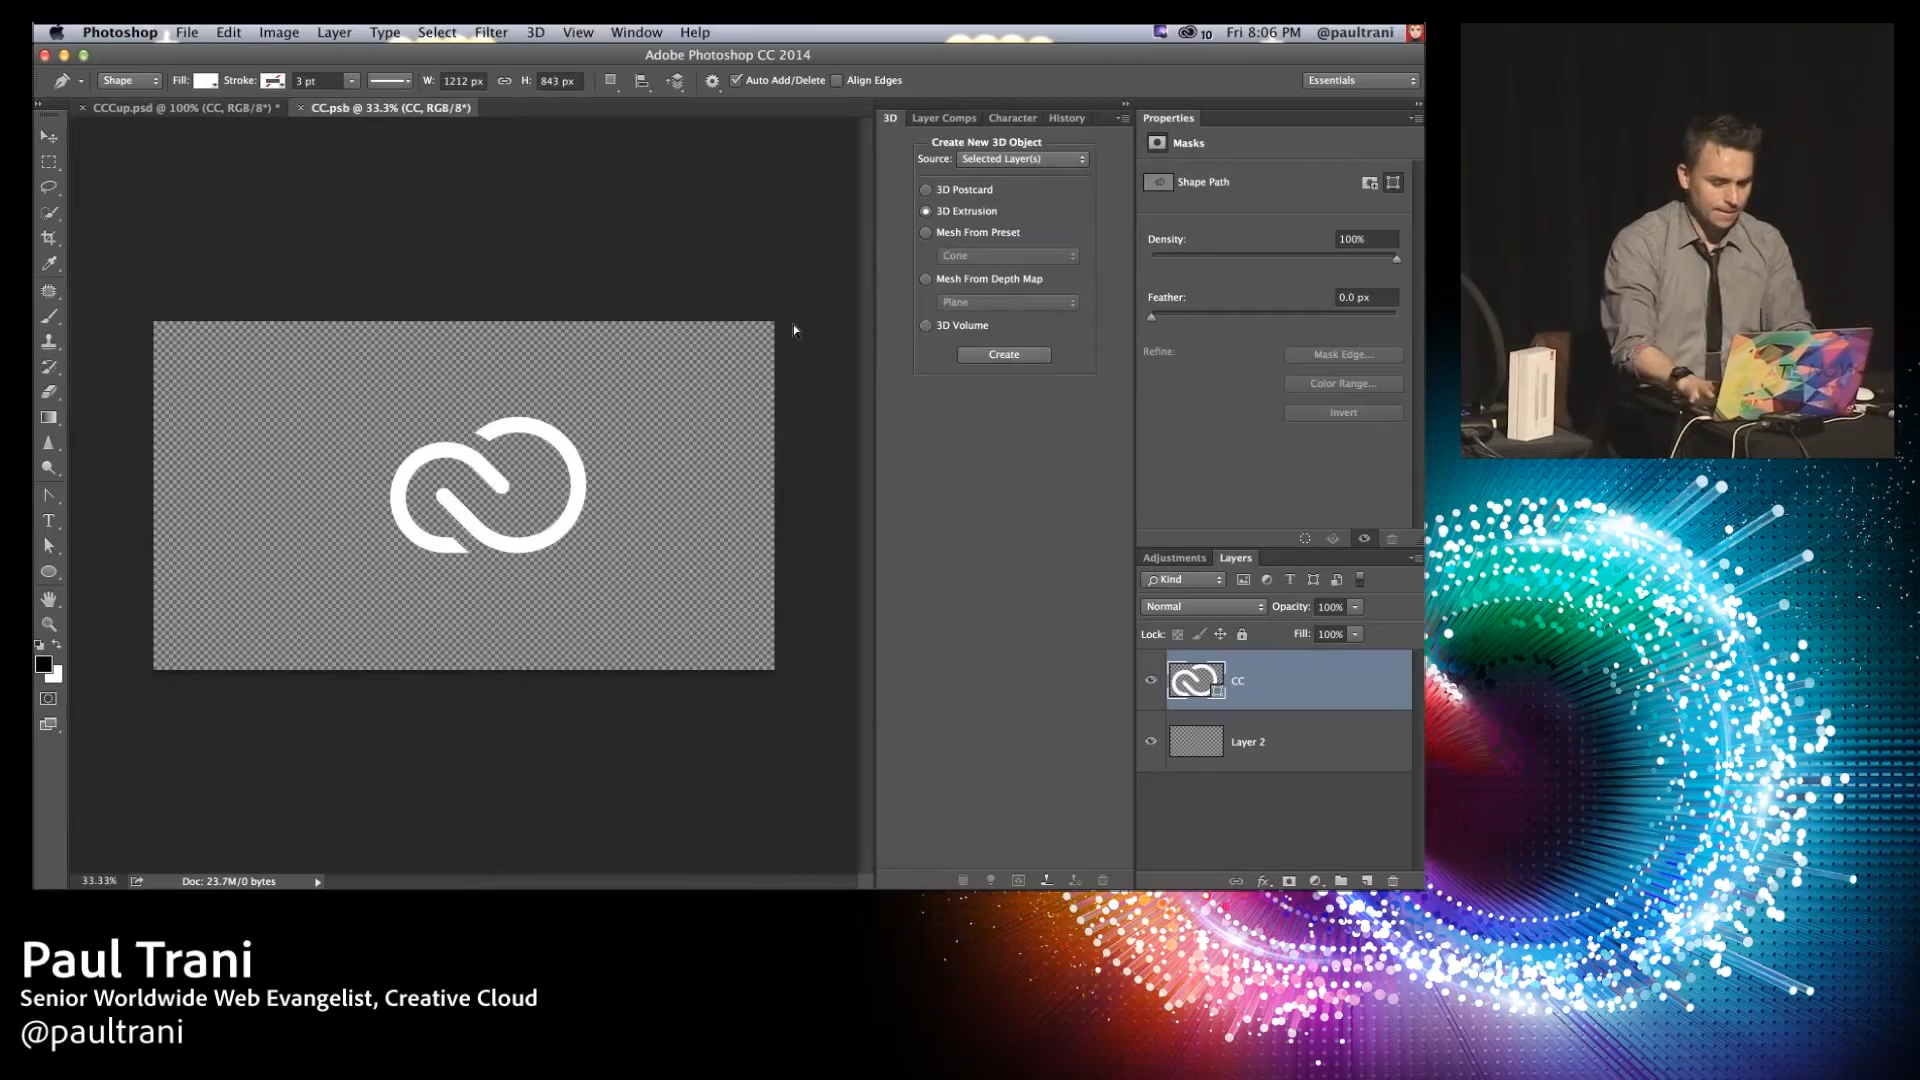 Photoshop File Edit Image Layer Type Select Filter 3D View Window Help 10 Fri 8:06 PM @paultrani
Adobe Photoshop CC 2014
Shape Fill: Stroke: 3 pt W: 1212 px H: 843 px Auto Add/Delete Align Edges Essentials
× CCCup.psd @ 100% (CC, RGB/8*) * × CC.psb @ 33.3% (CC, RGB/8*)
3D Layer Comps Character History
Create New 3D Object
Source: Selected Layer(s)
3D Postcard
3D Extrusion
Mesh From Preset
Cone
Mesh From Depth Map
Plane
3D Volume
Create
Properties
Masks
Shape Path
Density: 100%
Feather: 0.0 px
Refine: Mask Edge...
Color Range...
Invert
Adjustments Layers
Kind
Normal Opacity: 100%
Lock: Fill: 100%
CC
Layer 2
33.33% Doc: 23.7M/0 bytes
Paul Trani
Senior Worldwide Web Evangelist, Creative Cloud
@paultrani